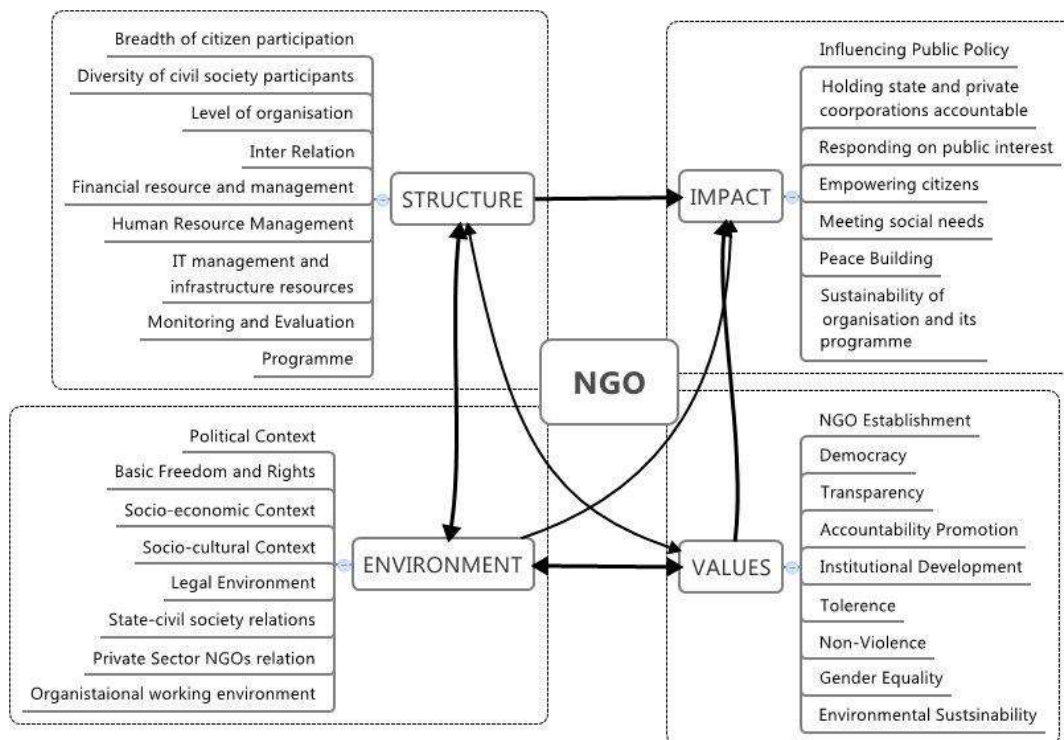 Breadth of citizen participation
Diversity of civil society participants
Level of organisation
Inter Relation
Financial resource and management
Human Resource Management
IT management and
infrastructure resources
Monitoring and Evaluation
Programme
STRUCTURE
IMPACT
Influencing Public Policy
Holding state and private
coorporations accountable
Responding on public interest
Empowering citizens
Meeting social needs
Peace Building
Sustainability of
organisation and its
programme
NGO
Political Context
Basic Freedom and Rights
Socio-economic Context
Socio-cultural Context
Legal Environment
State-civil society relations
Private Sector NGOs relation
Organistaional working environment
ENVIRONMENT
VALUES
NGO Establishment
Democracy
Transparency
Accountability Promotion
Institutional Development
Tolerence
Non-Violence
Gender Equality
Environmental Sustsinability